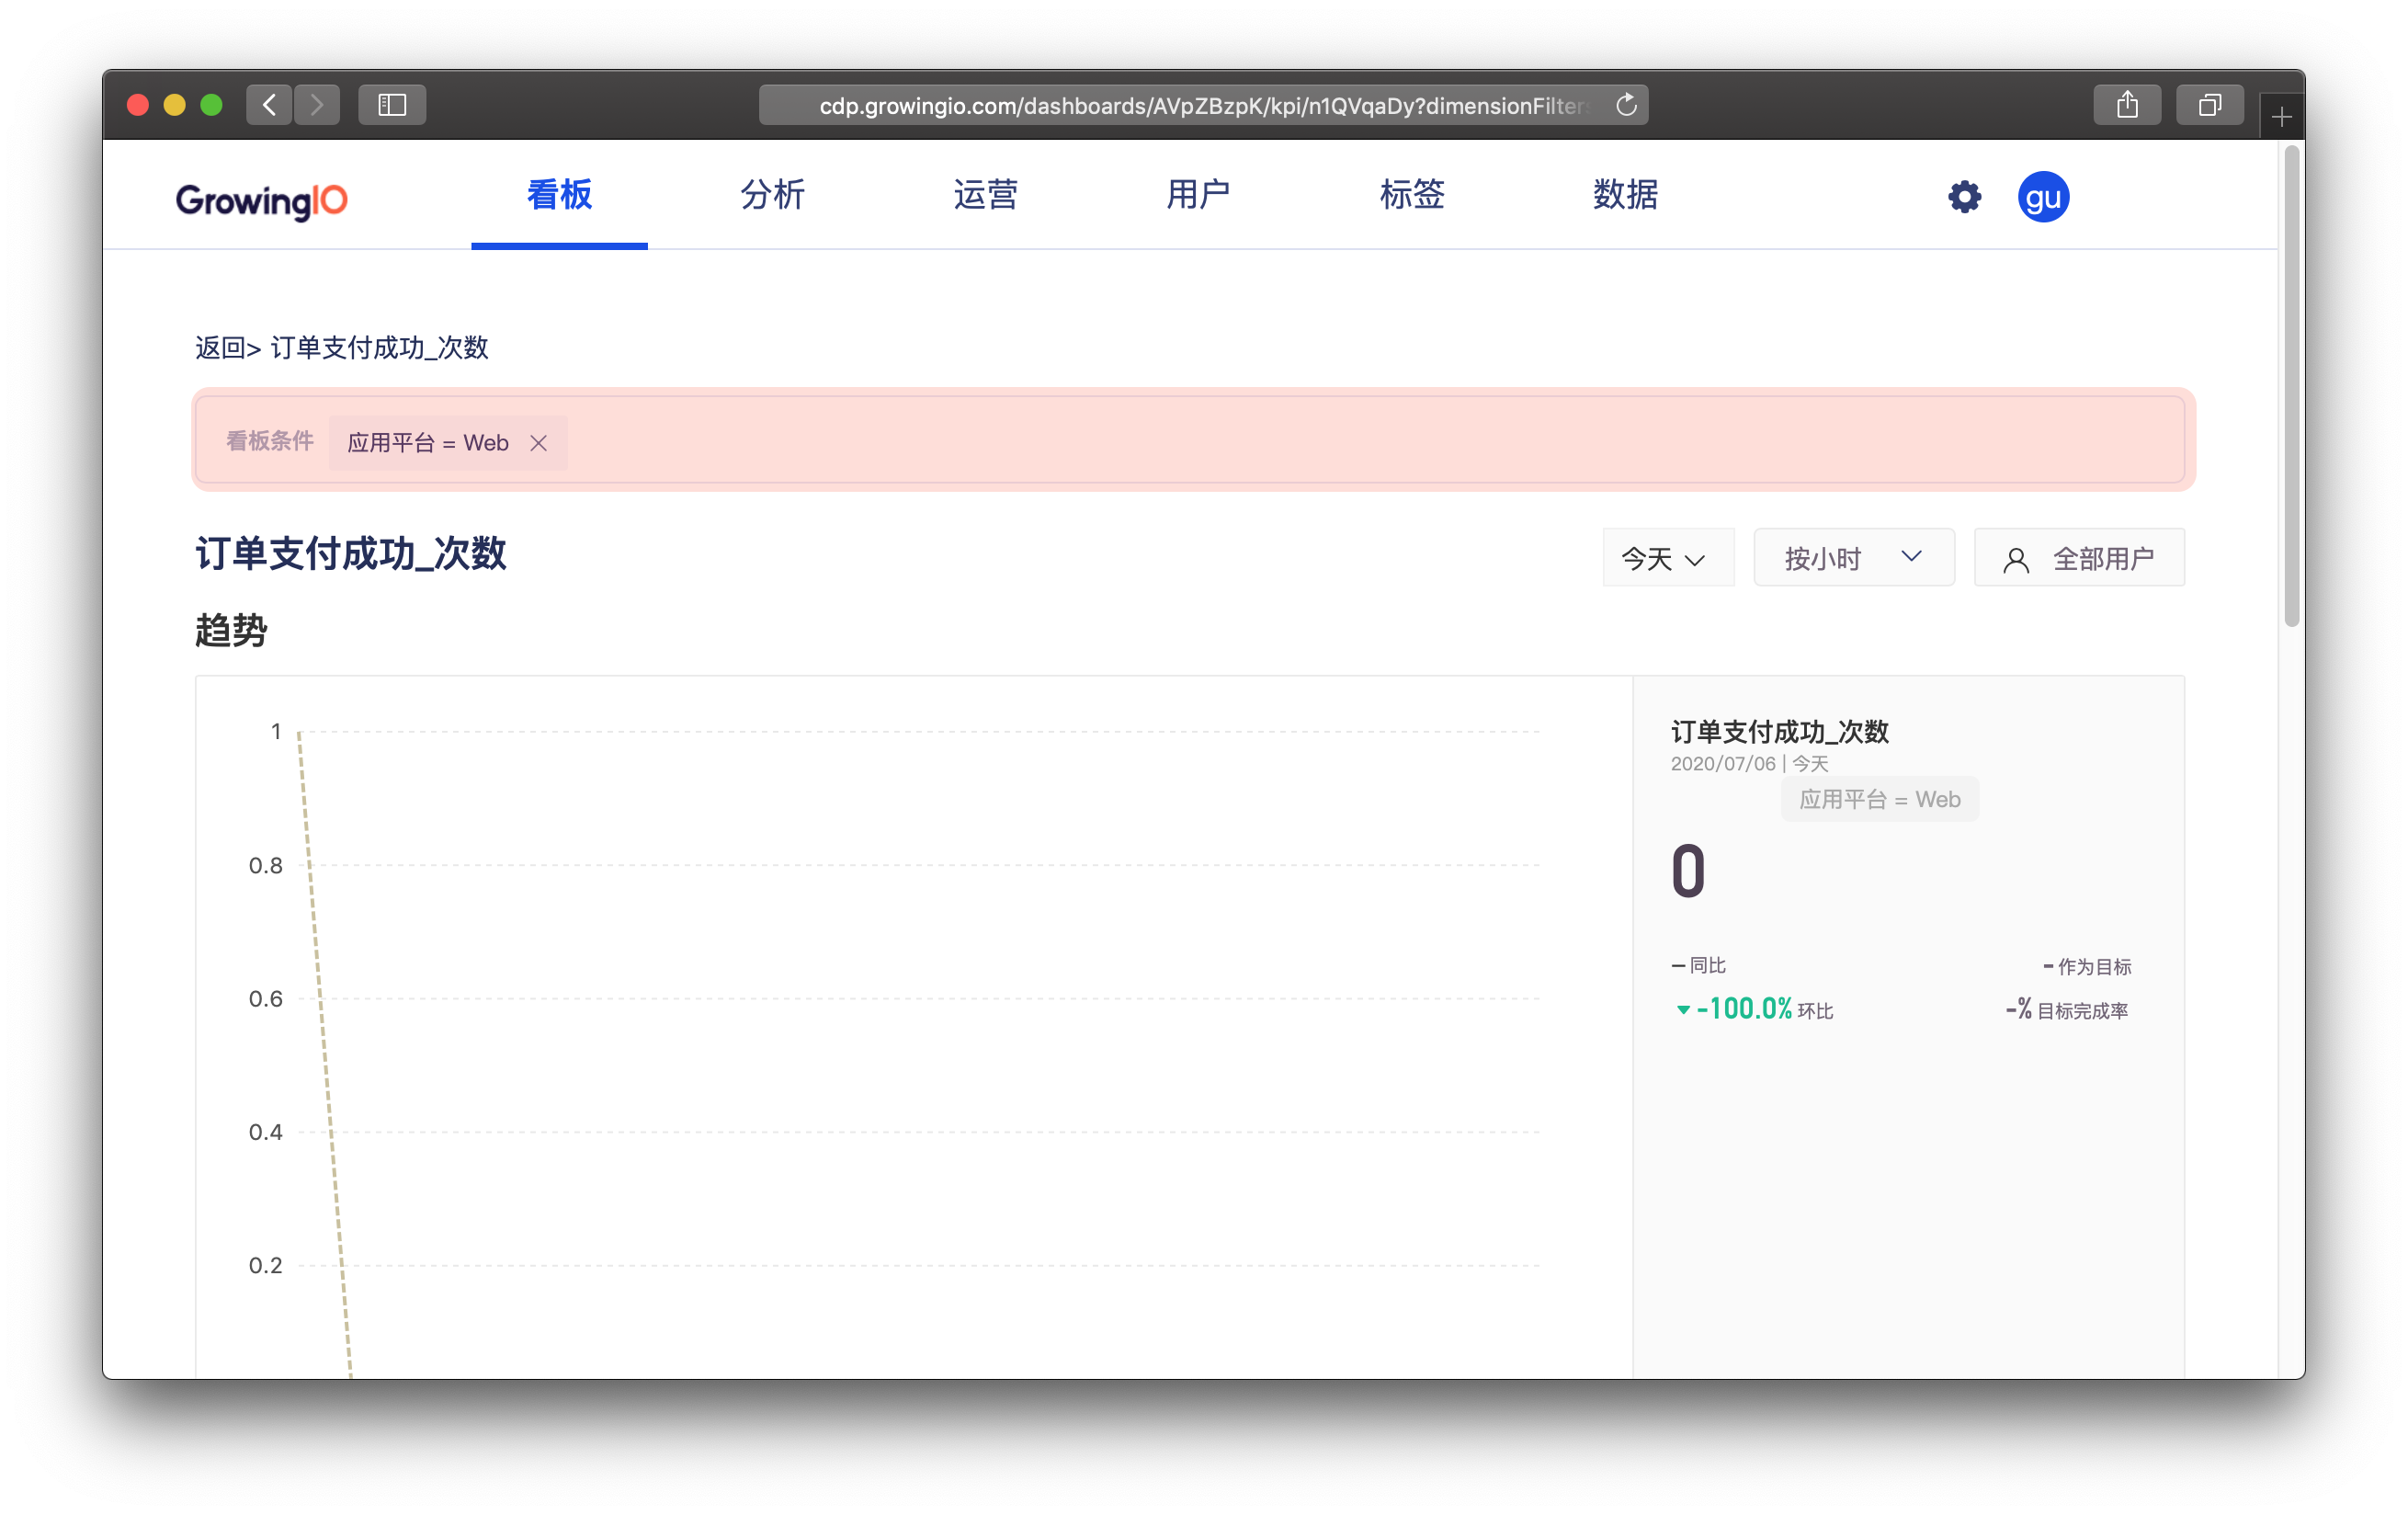 cdp.growingio.com/dashboards/AVpZBzpK/kpi/n1QVqaDy?dimensionFilter
GrowingIO 看板 分析 运营 用户 标签 数据 gu
返回> 订单支付成功_次数
看板条件 应用平台 = Web
订单支付成功_次数 今天 按小时 全部用户
趋势
1
0.8
0.6
0.4
0.2
订单支付成功_次数
2020/07/06 | 今天
应用平台 = Web
0
– 同比 - 作为目标
-100.0% 环比 -% 目标完成率